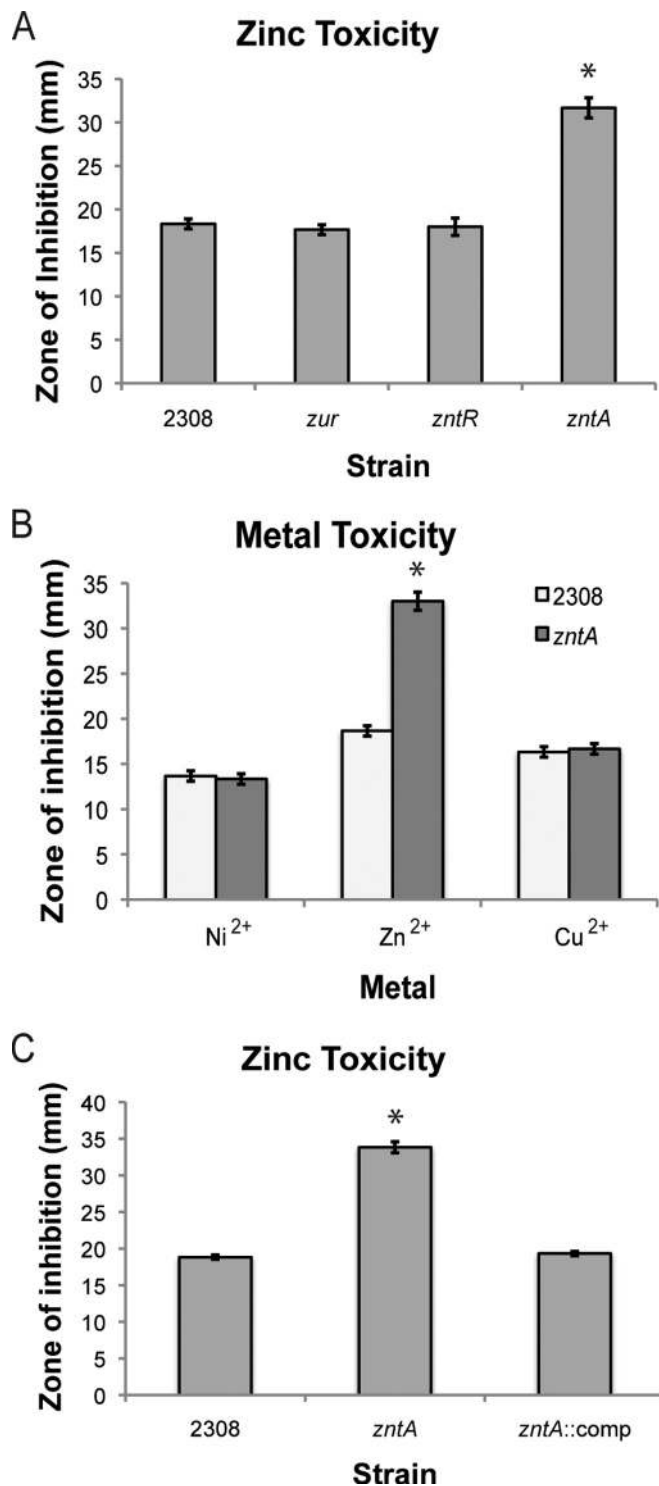 A
Zinc Toxicity
*
Zone of Inhibition (mm)
35
30
25
20
15
10
5
0
2308 zur zntR zntA
Strain
B
Metal Toxicity
*
2308
zntA
Zone of inhibition (mm)
35
30
25
20
15
10
5
0
Ni 2+ Zn 2+ Cu 2+
Metal
C
Zinc Toxicity
*
Zone of inhibition (mm)
40
35
30
25
20
15
10
5
0
2308 zntA zntA::comp
Strain